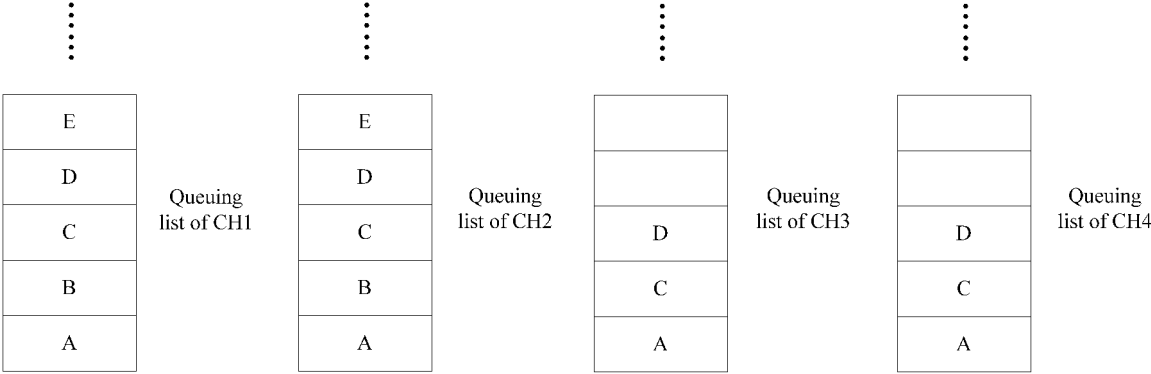 E
D
C
B
A
Queuing
list of CH1
E
D
C
B
A
Queuing
list of CH2
D
C
A
Queuing
list of CH3
D
C
A
Queuing
list of CH4